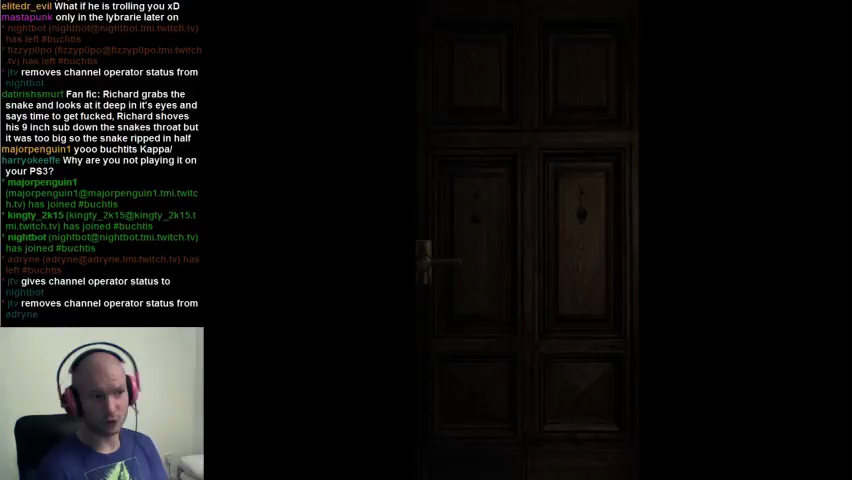 elitedr_evil What if he is trolling you xD
mastapunk only in the lybrarie later on
* nightbot (nightbot@nightbot.tmi.twitch.tv)
has left #buchtis
* fizzyp0po (fizzyp0po@fizzyp0po.tmi.twitch
.tv) has left #buchtis
* jtv removes channel operator status from
nightbot
datirishsmurf Fan fic: Richard grabs the
snake and looks at it deep in it's eyes and
says time to get fucked, Richard shoves
his 9 inch sub down the snakes throat but
it was too big so the snake ripped in half
majorpenguin1 yooo buchtits Kappa/
harryokeeffe Why are you not playing it on
your PS3?
* majorpenguin1
(majorpenguin1@majorpenguin1.tmi.twitc
h.tv) has joined #buchtis
* kingty_2k15 (kingty_2k15@kingty_2k15.t
mi.twitch.tv) has joined #buchtis
* nightbot (nightbot@nightbot.tmi.twitch.tv)
has joined #buchtis
* adryne (adryne@adryne.tmi.twitch.tv) has
left #buchtis
* jtv gives channel operator status to
nightbot
* jtv removes channel operator status from
adryne